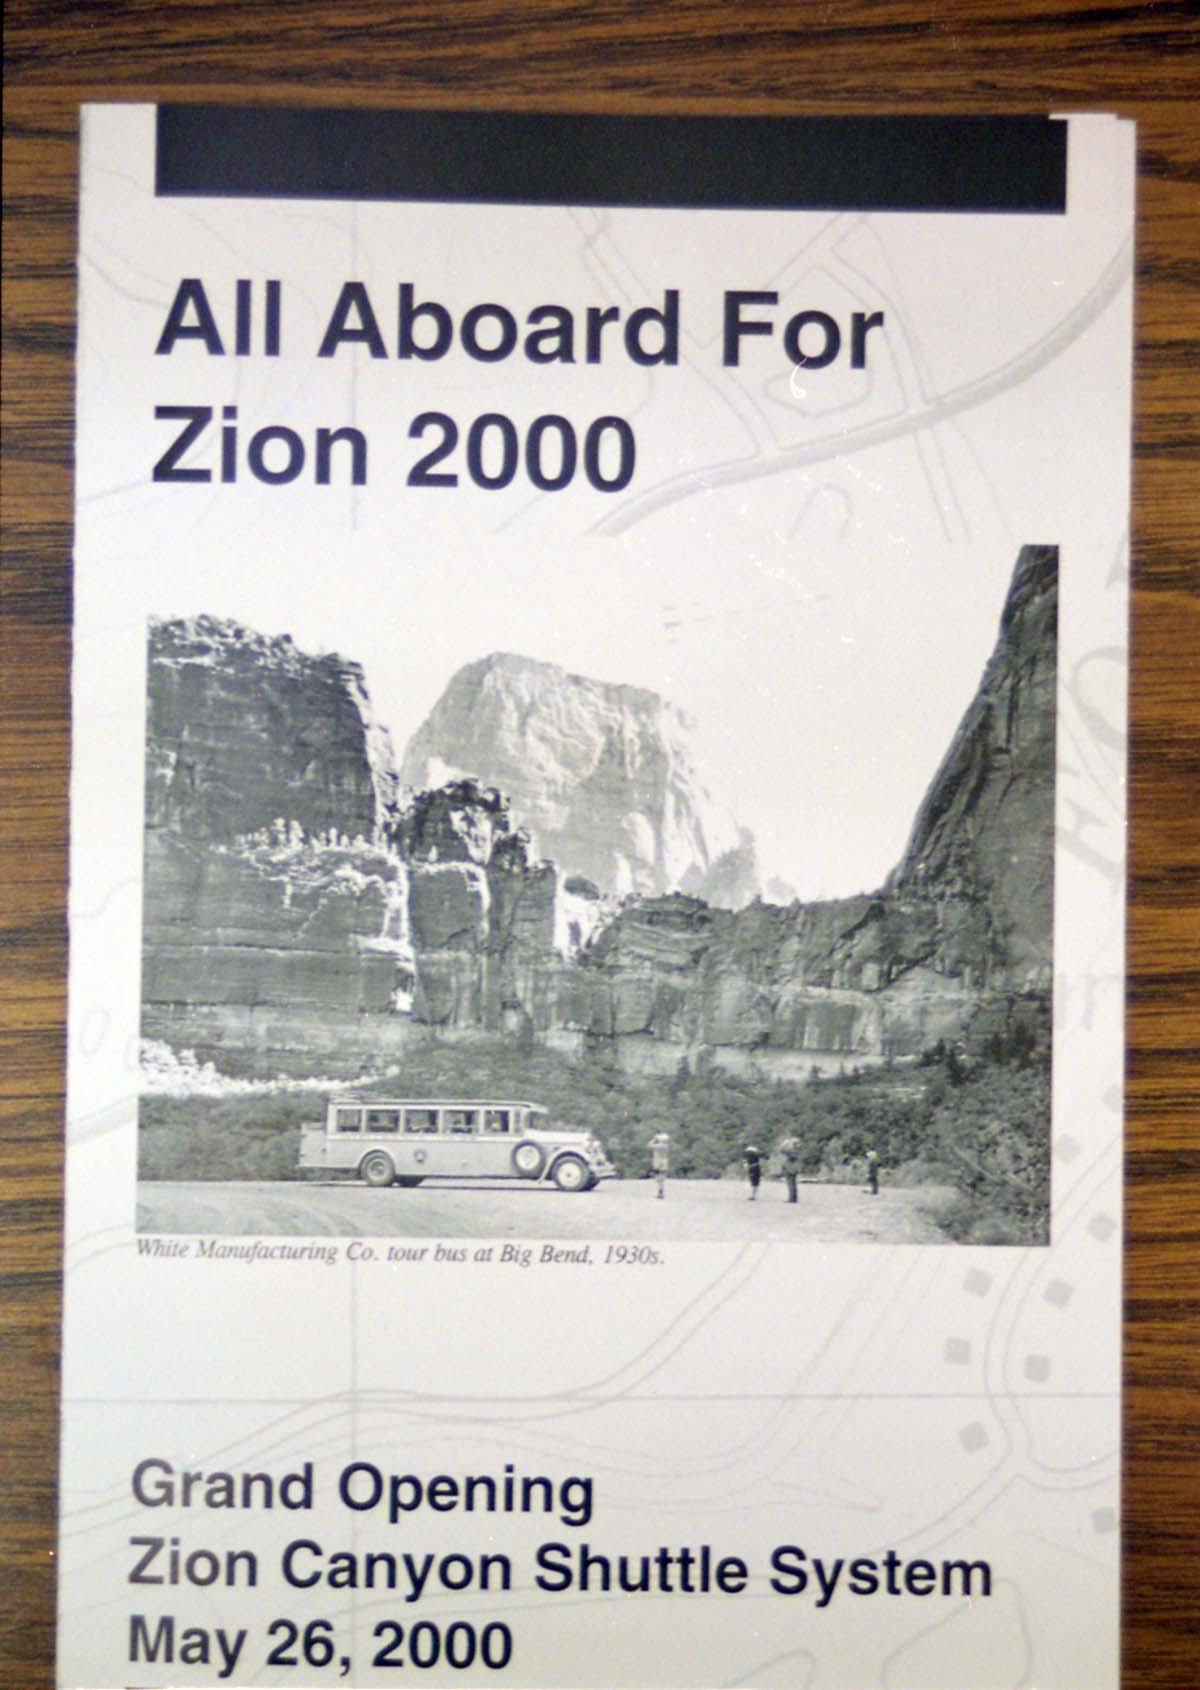 All Aboard For
Zion 2000
White Manufacturing Co. tour bus at Big Bend, 1930s.
Grand Opening
Zion Canyon Shuttle System
May 26, 2000